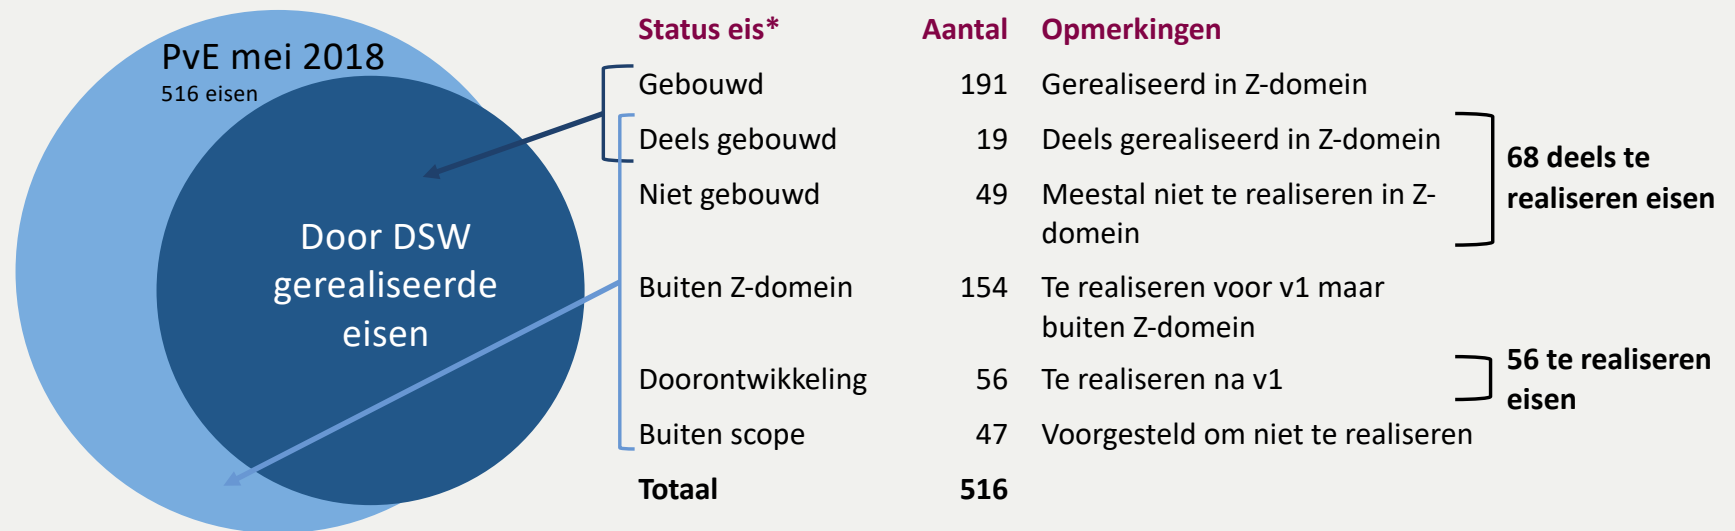 PvE mei 2018
516 eisen
Door DSW
gerealiseerde
eisen
Status eis* Aantal Opmerkingen
Gebouwd 191 Gerealiseerd in Z-domein
Deels gebouwd 19 Deels gerealiseerd in Z-domein
Niet gebouwd 49 Meestal niet te realiseren in Z-
domein
68 deels te
realiseren eisen
Buiten Z-domein 154 Te realiseren voor v1 maar
buiten Z-domein
Doorontwikkeling 56 Te realiseren na v1
56 te realiseren
eisen
Buiten scope 47 Voorgesteld om niet te realiseren
Totaal 516